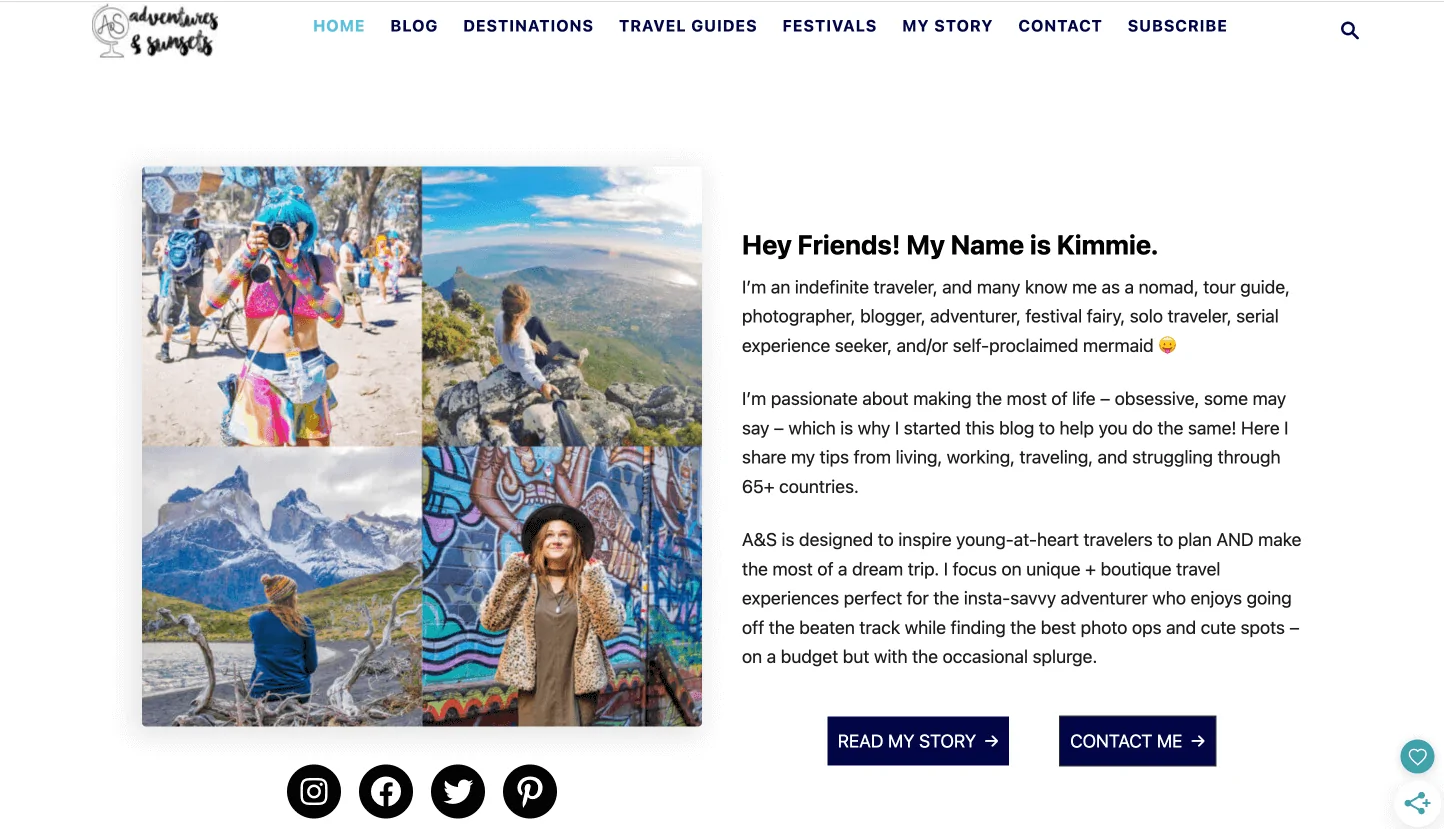 A&S adventures
& sunsets
HOME BLOG DESTINATIONS TRAVEL GUIDES FESTIVALS MY STORY CONTACT SUBSCRIBE
Hey Friends! My Name is Kimmie.
I’m an indefinite traveler, and many know me as a nomad, tour guide,
photographer, blogger, adventurer, festival fairy, solo traveler, serial
experience seeker, and/or self-proclaimed mermaid 😛
I’m passionate about making the most of life – obsessive, some may
say – which is why I started this blog to help you do the same! Here I
share my tips from living, working, traveling, and struggling through
65+ countries.
A&S is designed to inspire young-at-heart travelers to plan AND make
the most of a dream trip. I focus on unique + boutique travel
experiences perfect for the insta-savvy adventurer who enjoys going
off the beaten track while finding the best photo ops and cute spots –
on a budget but with the occasional splurge.
READ MY STORY → CONTACT ME →